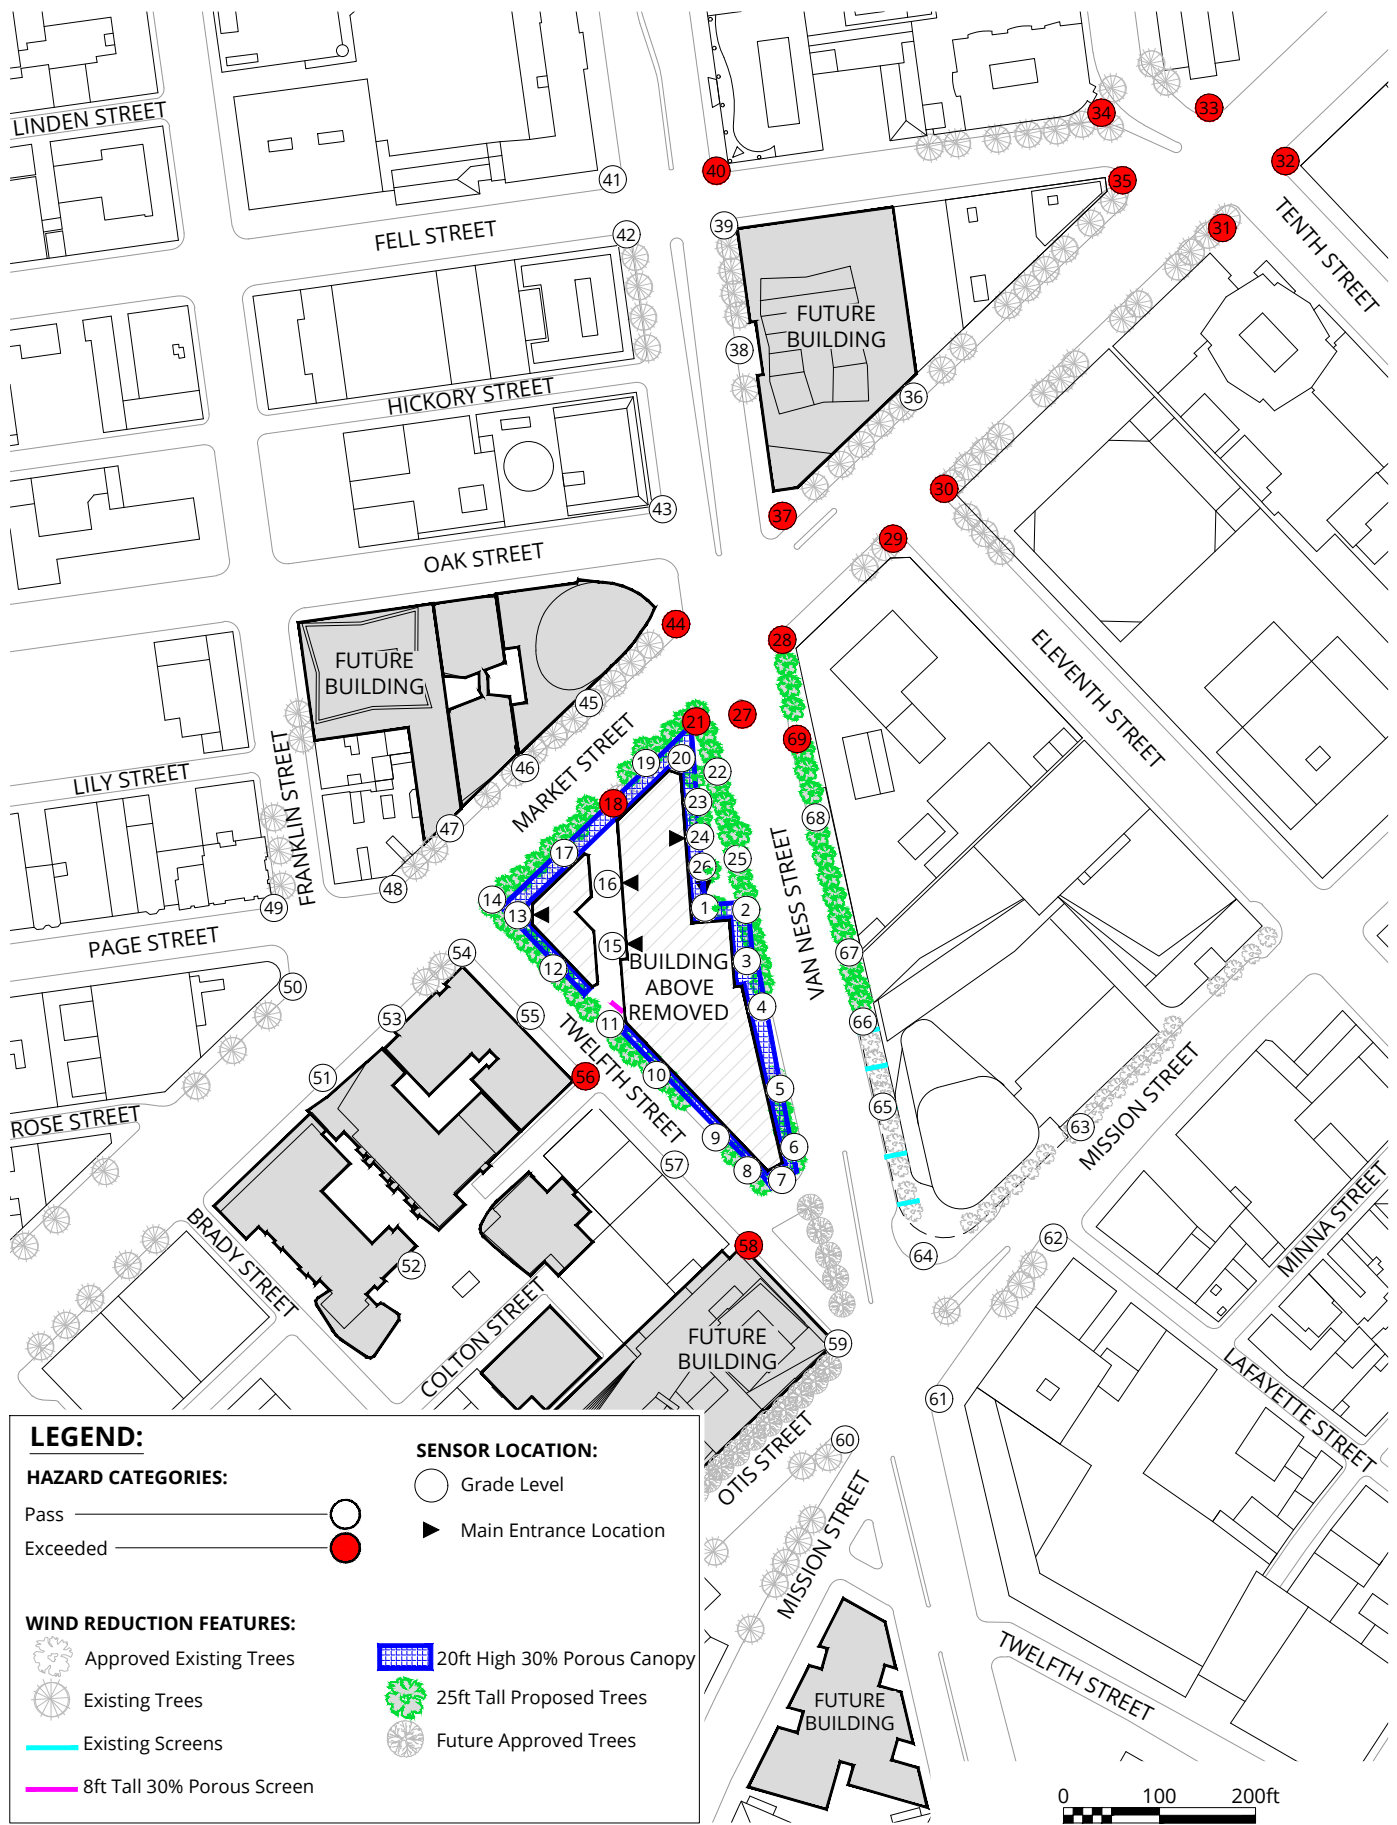 LINDEN STREET
34
33
40
41
35
32
39
31
42
FELL STREET
TENTH STREET
FUTURE
BUILDING
38
HICKORY STREET
36
30
43
37
29
OAK STREET
44
28
ELEVENTH STREET
FUTURE
BUILDING
45
MARKET STREET
21
27
69
20
19
46
22
LILY STREET
FRANKLIN STREET
18
23
68
47
24
VAN NESS STREET
17
25
26
16
48
14
49
13
1
2
PAGE STREET
15
54
67
12
3
BUILDING
ABOVE
REMOVED
50
4
53
55
11
66
TWELFTH STREET
51
56
10
5
65
ROSE STREET
63
MISSION STREET
9
6
57
8
7
MINNA STREET
BRADY STREET
58
62
64
52
COLTON STREET
FUTURE
BUILDING
59
LAFAYETTE STREET
61
60
OTIS STREET
MISSION STREET
TWELFTH STREET
FUTURE
BUILDING
LEGEND:
HAZARD CATEGORIES:
Pass
Exceeded
SENSOR LOCATION:
Grade Level
Main Entrance Location
WIND REDUCTION FEATURES:
Approved Existing Trees
Existing Trees
Existing Screens
8ft Tall 30% Porous Screen
20ft High 30% Porous Canopy
25ft Tall Proposed Trees
Future Approved Trees
0 100 200ft